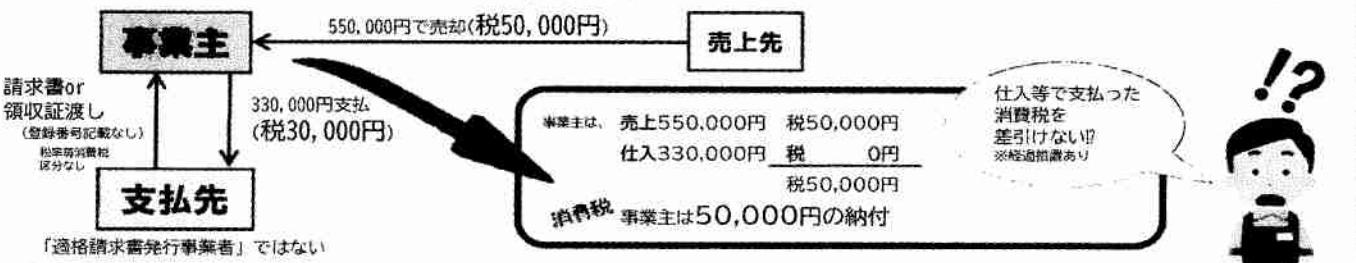 550,000円で売却(税50,000円)
事業主
売上先
請求書or
領収証渡し
(登録番号記載なし)
税率毎消費税
区分なし
330,000円支払
(税30,000円)
支払先
「適格請求書発行事業者」ではない
事業主は、 売上550,000円 税50,000円
仕入330,000円 税 0円
税50,000円
消費税 事業主は50,000円の納付
仕入等で支払った
消費税を
差引けない!?
※経過措置あり
!?